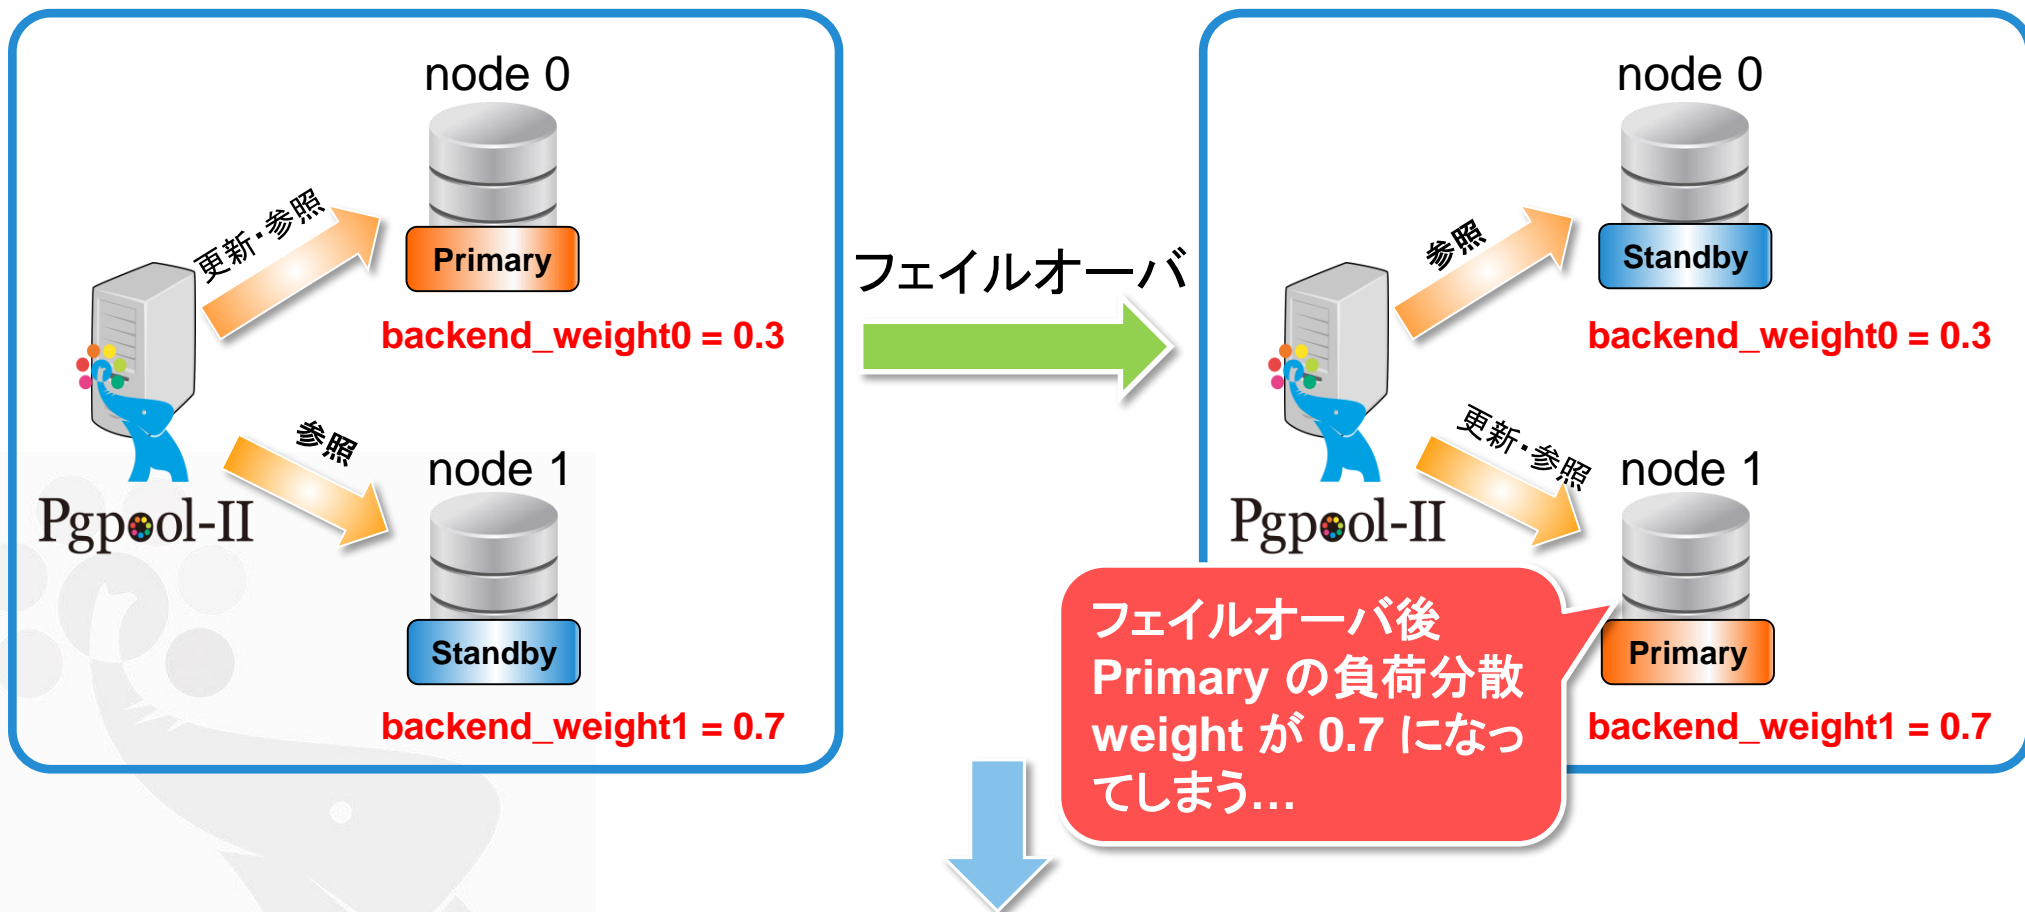 node 0
更新・参照
Primary
backend_weight0 = 0.3
参照
node 1
Pgpool-II
Standby
backend_weight1 = 0.7
フェイルオーバ
node 0
参照
Standby
backend_weight0 = 0.3
更新・参照
node 1
Pgpool-II
Primary
backend_weight1 = 0.7
フェイルオーバ後
Primary の負荷分散
weight が 0.7 になっ
てしまう...